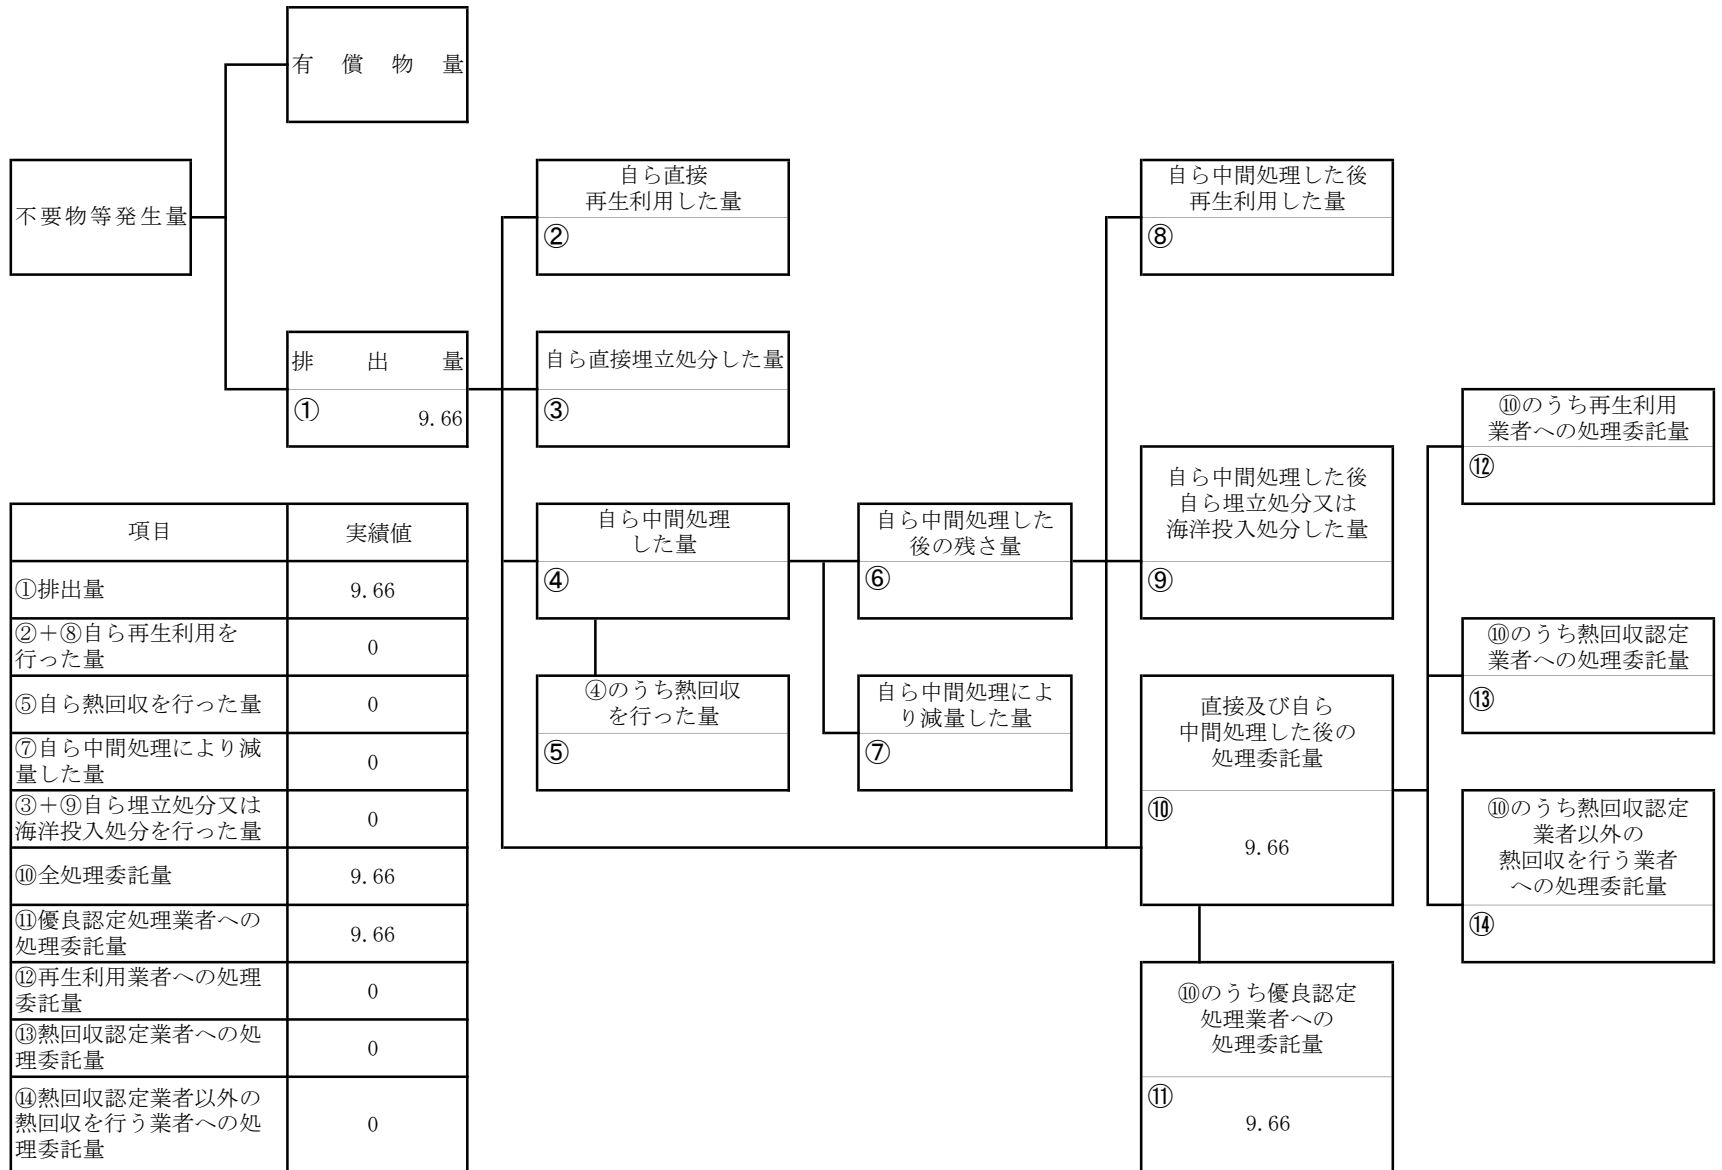 有償物量
不要物等発生量
排出量
①
9.66
自ら直接
再生利用した量
②
自ら直接埋立処分した量
③
自ら中間処理
した量
④
④のうち熱回収
を行った量
⑤
自ら中間処理した
後の残さ量
⑥
自ら中間処理によ
り減量した量
⑦
自ら中間処理した後
再生利用した量
⑧
自ら中間処理した後
自ら埋立処分又は
海洋投入処分した量
⑨
直接及び自ら
中間処理した後の
処理委託量
⑩
9.66
⑩のうち優良認定
処理業者への
処理委託量
⑪
9.66
⑩のうち再生利用
業者への処理委託量
⑫
⑩のうち熱回収認定
業者への処理委託量
⑬
⑩のうち熱回収認定
業者以外の
熱回収を行う業者
への処理委託量
⑭
項目 実績値
①排出量 9.66
②＋⑧自ら再生利用を
行った量 0
⑤自ら熱回収を行った量 0
⑦自ら中間処理により減
量した量 0
③＋⑨自ら埋立処分又は
海洋投入処分を行った量 0
⑩全処理委託量 9.66
⑪優良認定処理業者への
処理委託量 9.66
⑫再生利用業者への処理
委託量 0
⑬熱回収認定業者への処
理委託量 0
⑭熱回収認定業者以外の
熱回収を行う業者への処
理委託量 0